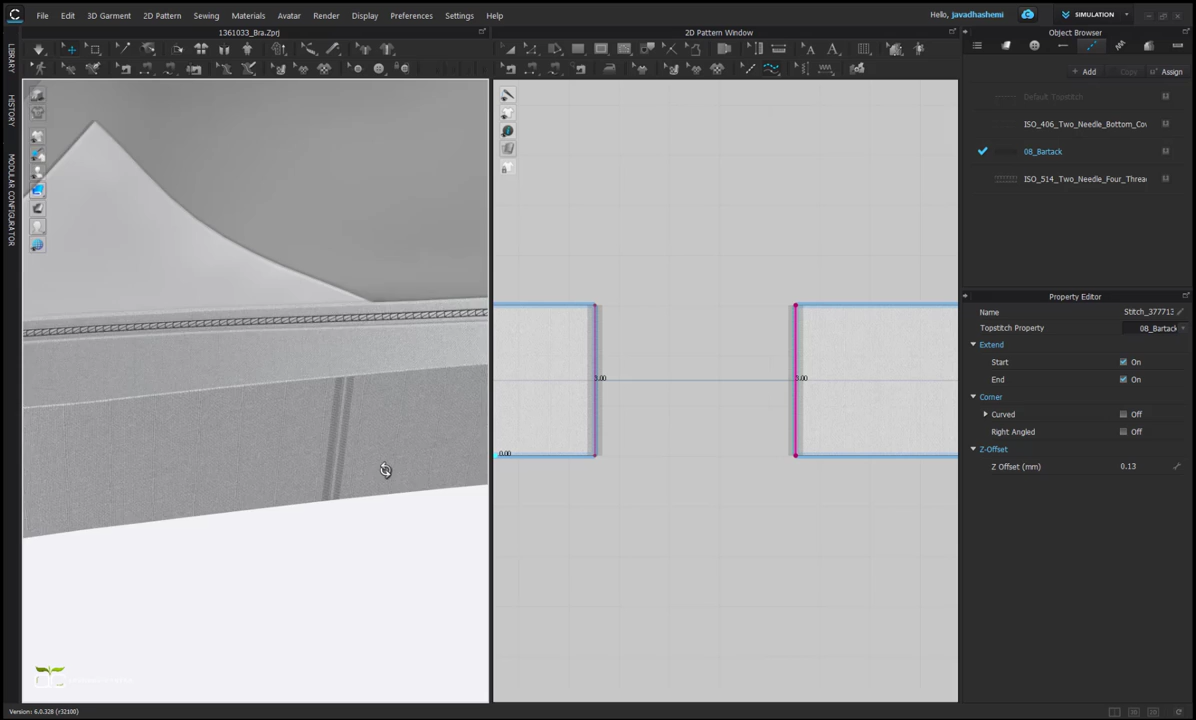 File Edit 3D Garment 2D Pattern Sewing Materials Avatar Render Display Preferences Settings Help
Hello, javadhashemi SIMULATION
1361033_Bra.Zprj
2D Pattern Window
Object Browser
LIBRARY
HISTORY
MODULAR CONFIGURATOR
+ Add Copy Assign
Default Topstitch
ISO_406_Two_Needle_Bottom_Cov
08_Bartack
ISO_514_Two_Needle_Four_Threa
Property Editor
Name Stitch_377713
Topstitch Property 08_Bartack
Extend
Start On
End On
Corner
Curved Off
Right Angled Off
Z-Offset
Z Offset (mm) 0.13
3.00
3.00
0.00
Version: 6.0.328 (r32100)